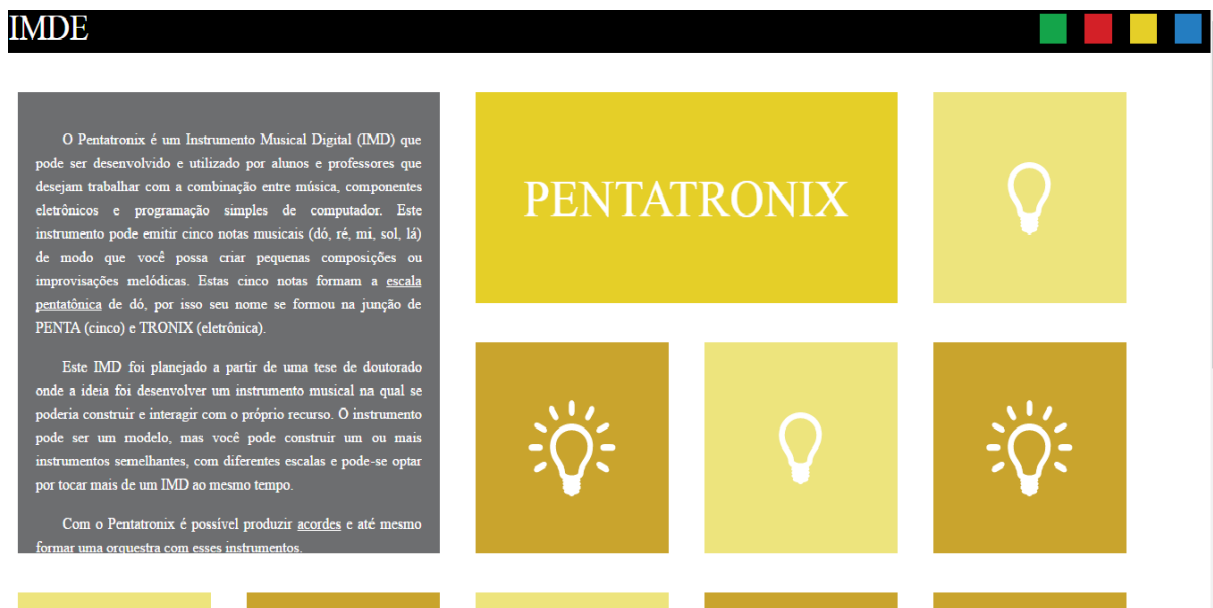 IMDE
O Pentatronix é um Instrumento Musical Digital (IMD) que
pode ser desenvolvido e utilizado por alunos e professores que
desejam trabalhar com a combinação entre música, componentes
eletrônicos e programação simples de computador. Este
instrumento pode emitir cinco notas musicais (dó, ré, mi, sol, lá)
de modo que você possa criar pequenas composições ou
improvisações melódicas. Estas cinco notas formam a escala
pentatônica de dó, por isso seu nome se formou na junção de
PENTA (cinco) e TRONIX (eletrônica).
Este IMD foi planejado a partir de uma tese de doutorado
onde a ideia foi desenvolver um instrumento musical na qual se
poderia construir e interagir com o próprio recurso. O instrumento
pode ser um modelo, mas você pode construir um ou mais
instrumentos semelhantes, com diferentes escalas e pode-se optar
por tocar mais de um IMD ao mesmo tempo.
Com o Pentatronix é possível produzir acordes e até mesmo
formar uma orquestra com esses instrumentos.
PENTATRONIX